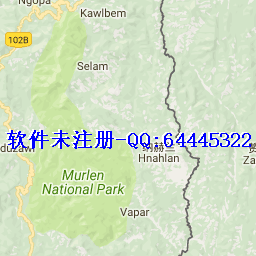 Ngopa
Kawlbem
102B
Selam
软件未注册-QQ:64445322
Hnahlan
Murlen
National Park
Vapar